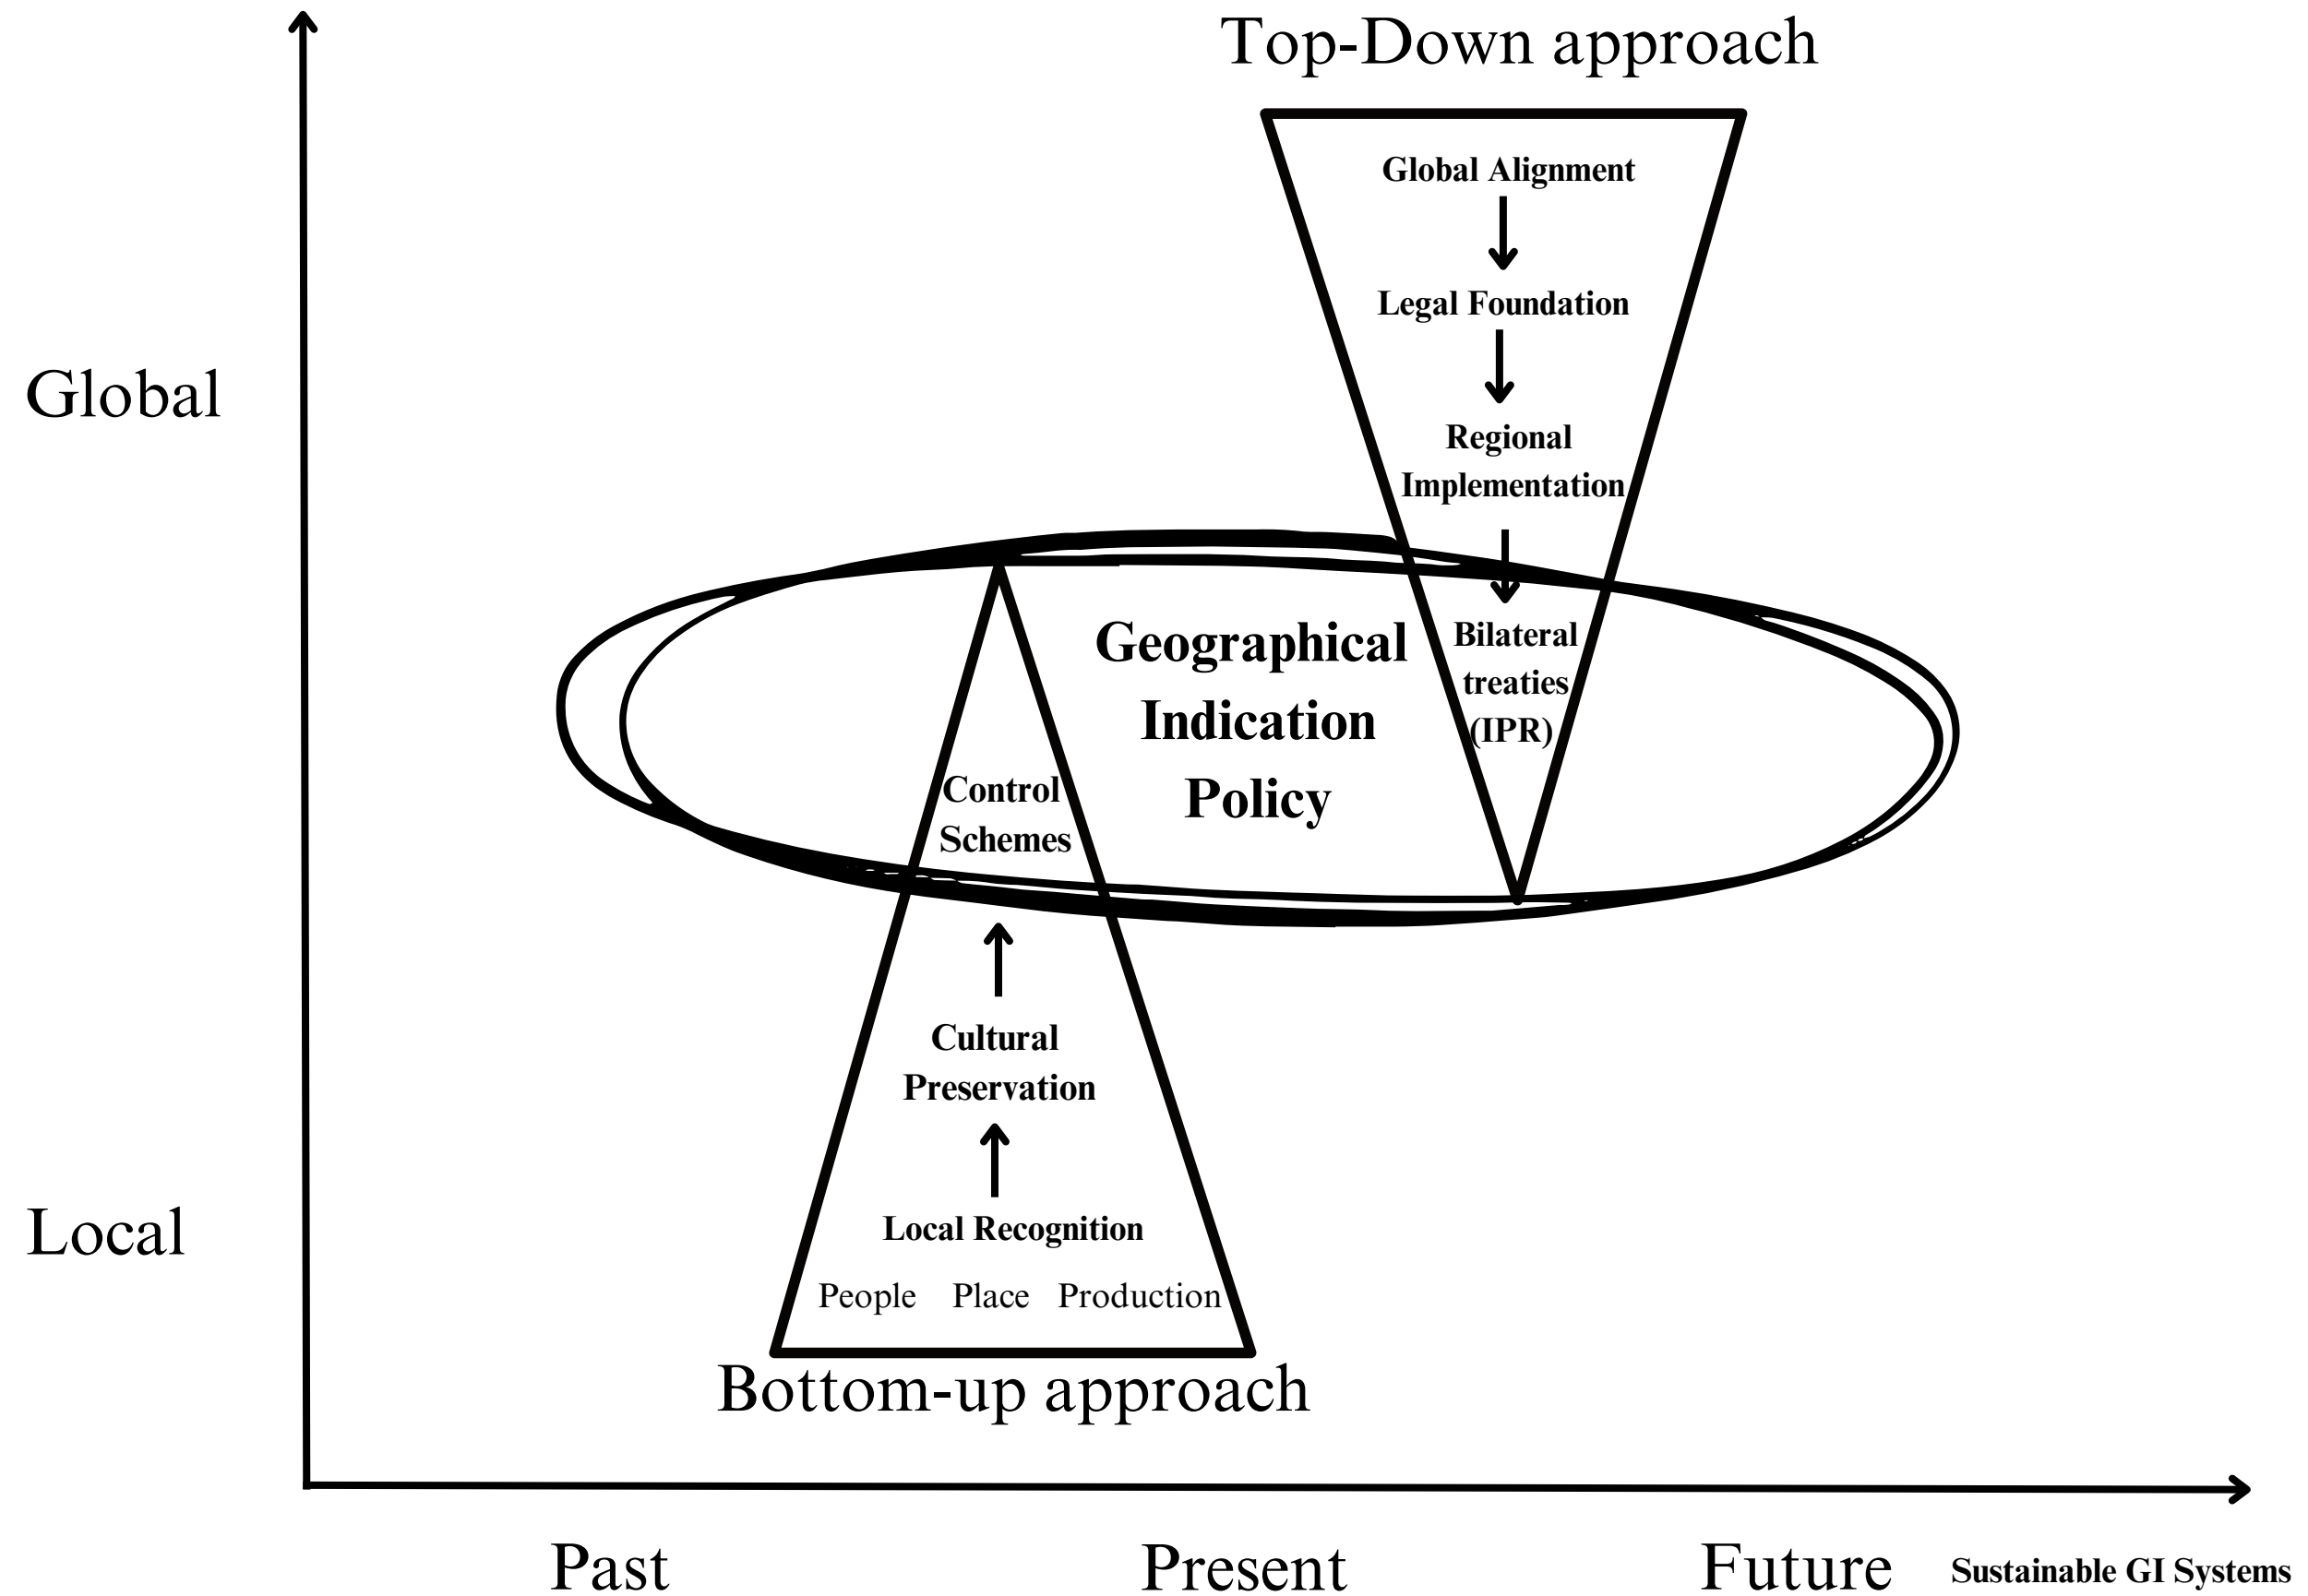 Top-Down approach
Global Alignment
Legal Foundation
Regional
Implementation
Global
Bilateral
treaties
(IPR)
Geographical
Indication
Policy
Control
Schemes
Cultural
Preservation
Local Recognition
People Place Production
Local
Bottom-up approach
Past Present Future Sustainable GI Systems